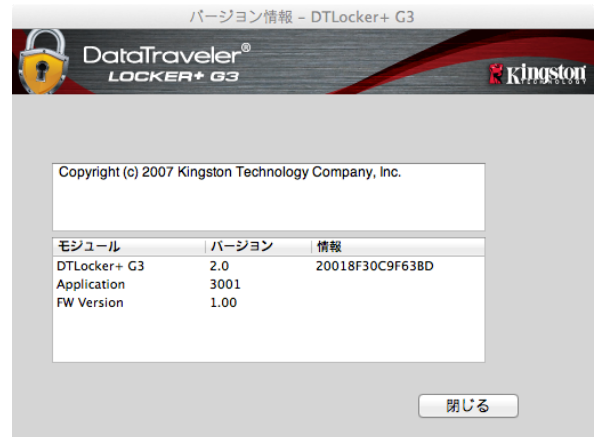 バージョン情報 – DTLocker+ G3
DataTraveler®
LOCKER+ G3
Kingston
TECHNOLOGY
Copyright (c) 2007 Kingston Technology Company, Inc.
モジュール バージョン 情報
DTLocker+ G3 2.0 20018F30C9F63BD
Application 3001
FW Version 1.00
閉じる